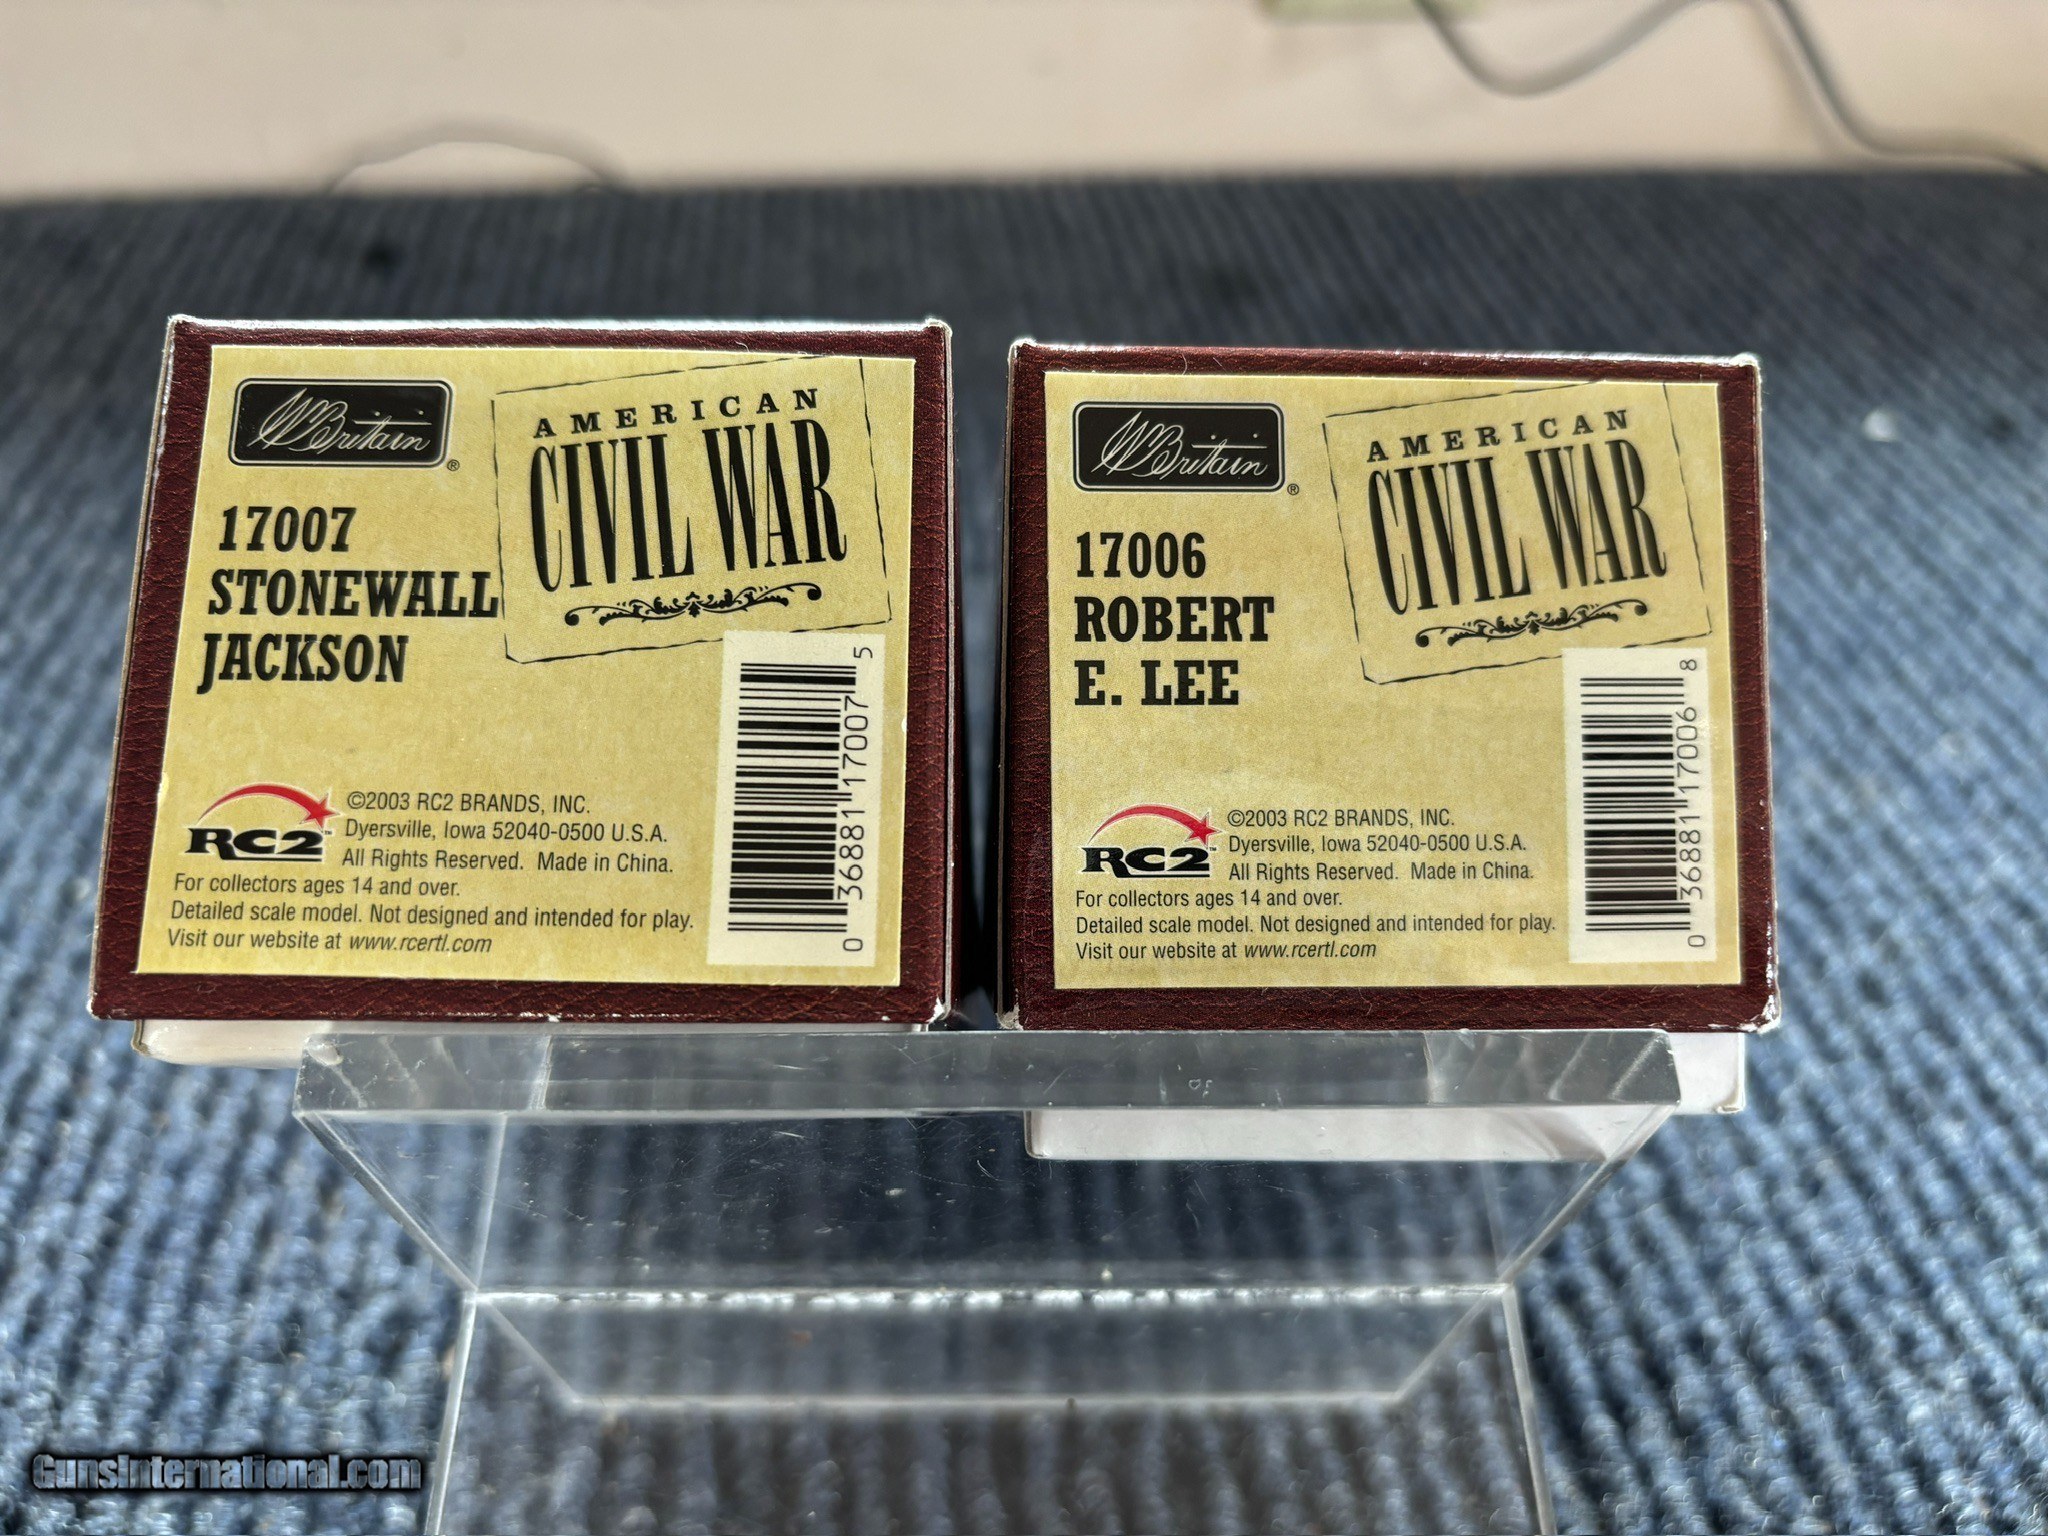 WBritain®
AMERICAN
CIVIL WAR
17007
STONEWALL
JACKSON
RC2™
©2003 RC2 BRANDS, INC.
Dyersville, Iowa 52040-0500 U.S.A.
All Rights Reserved. Made in China.
For collectors ages 14 and over.
Detailed scale model. Not designed and intended for play.
Visit our website at www.rcertl.com
0 36881 17007 5
WBritain®
AMERICAN
CIVIL WAR
17006
ROBERT
E. LEE
RC2™
©2003 RC2 BRANDS, INC.
Dyersville, Iowa 52040-0500 U.S.A.
All Rights Reserved. Made in China.
For collectors ages 14 and over.
Detailed scale model. Not designed and intended for play.
Visit our website at www.rcertl.com
0 36881 17006 8
GunsInternational.com